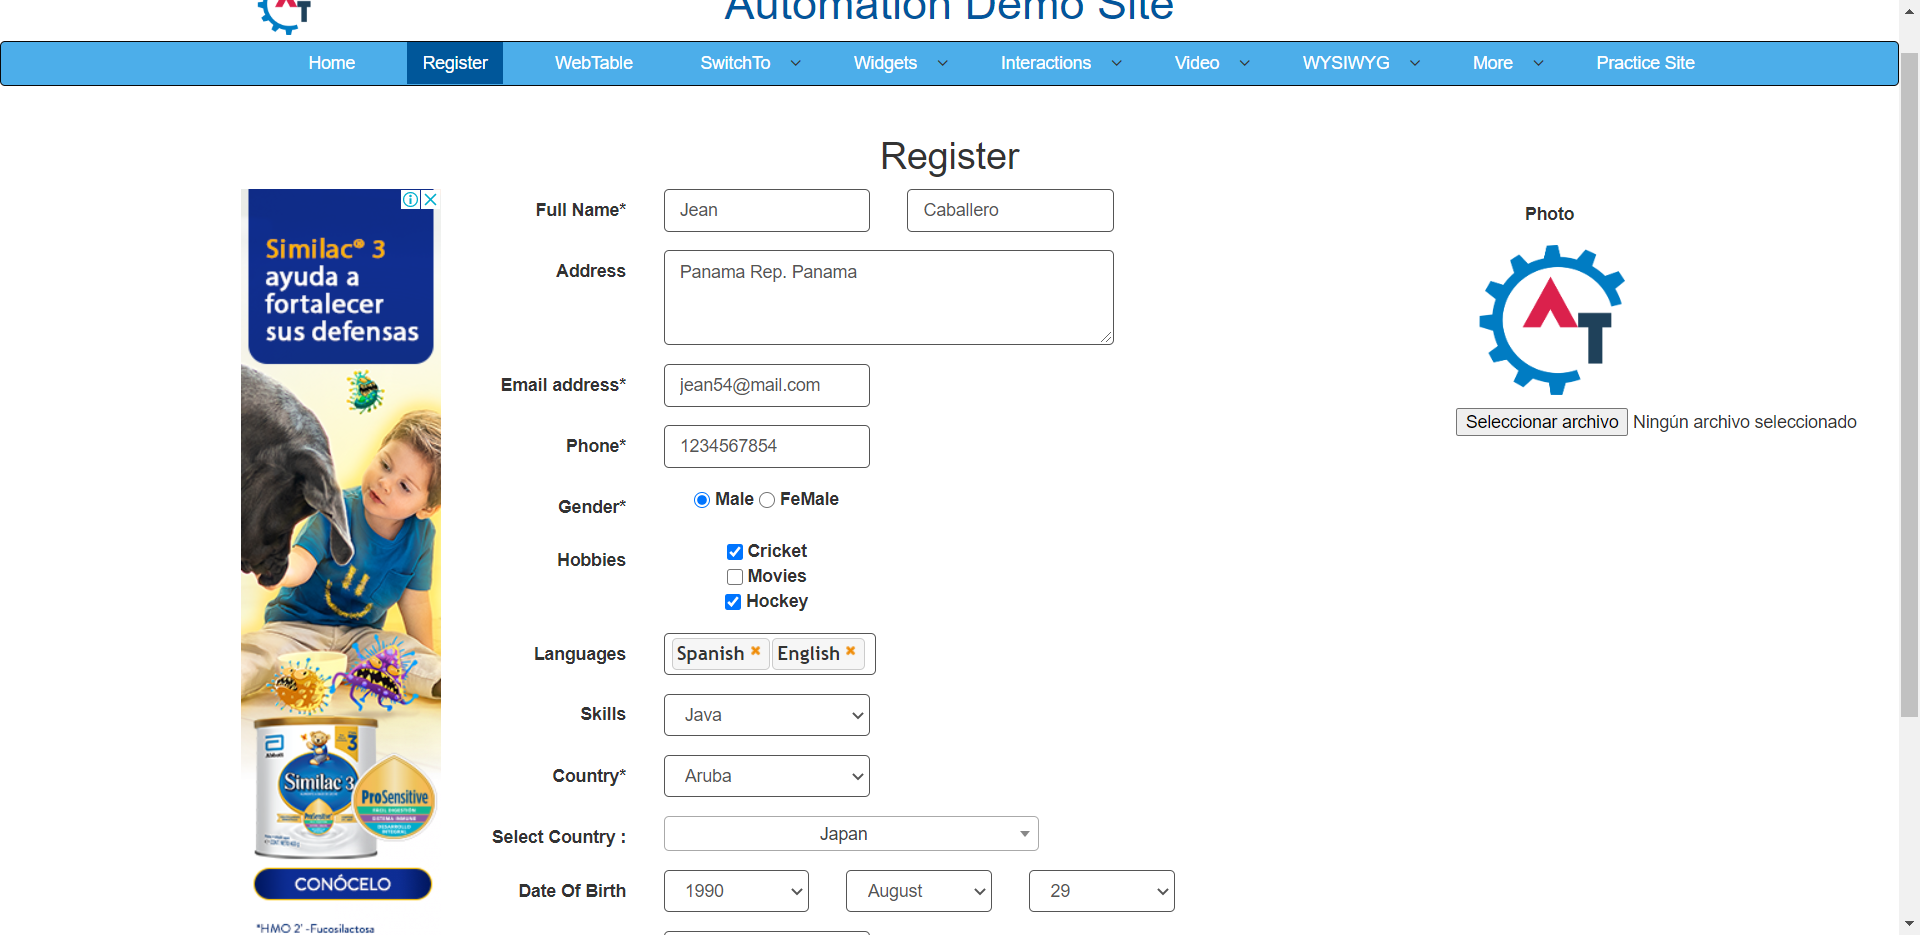 Automation Demo Site
Home Register WebTable SwitchTo Widgets Interactions Video WYSIWYG More Practice Site
Register
Full Name* Jean Caballero
Address Panama Rep. Panama
Email address* jean54@mail.com
Phone* 1234567854
Gender* Male FeMale
Hobbies Cricket
Movies
Hockey
Languages Spanish English
Skills Java
Country* Aruba
Select Country : Japan
Date Of Birth 1990 August 29
Photo
AT
Seleccionar archivo Ningún archivo seleccionado
Similac® 3
ayuda a
fortalecer
sus defensas
3
Abbott
Similac 3
ProSensitive
CONÓCELO
*HMO 2' -Fucosilactosa